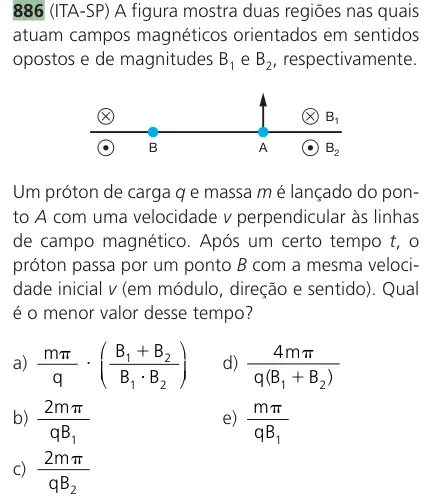 886 (ITA-SP) A figura mostra duas regiões nas quais
atuam campos magnéticos orientados em sentidos
opostos e de magnitudes B₁ e B₂, respectivamente.
B₁
B A B₂
Um próton de carga q e massa m é lançado do pon-
to A com uma velocidade v perpendicular às linhas
de campo magnético. Após um certo tempo t, o
próton passa por um ponto B com a mesma veloci-
dade inicial v (em módulo, direção e sentido). Qual
é o menor valor desse tempo?
a) mπ/q · ((B₁ + B₂)/(B₁ · B₂))
d) 4mπ/q(B₁ + B₂)
b) 2mπ/qB₁
e) mπ/qB₁
c) 2mπ/qB₂